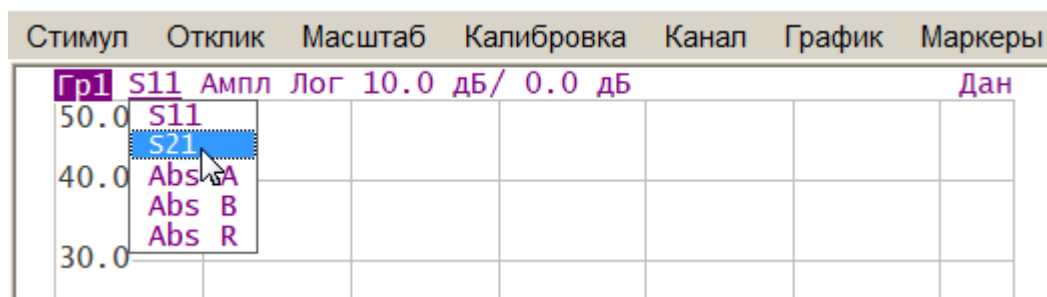 Стимул Отклик Масштаб Калибровка Канал График Маркеры
Гр1 S11 Ампл Лог 10.0 дБ/ 0.0 дБ Дан
50.0 S11
S21
40.0 Abs A
Abs B
Abs R
30.0